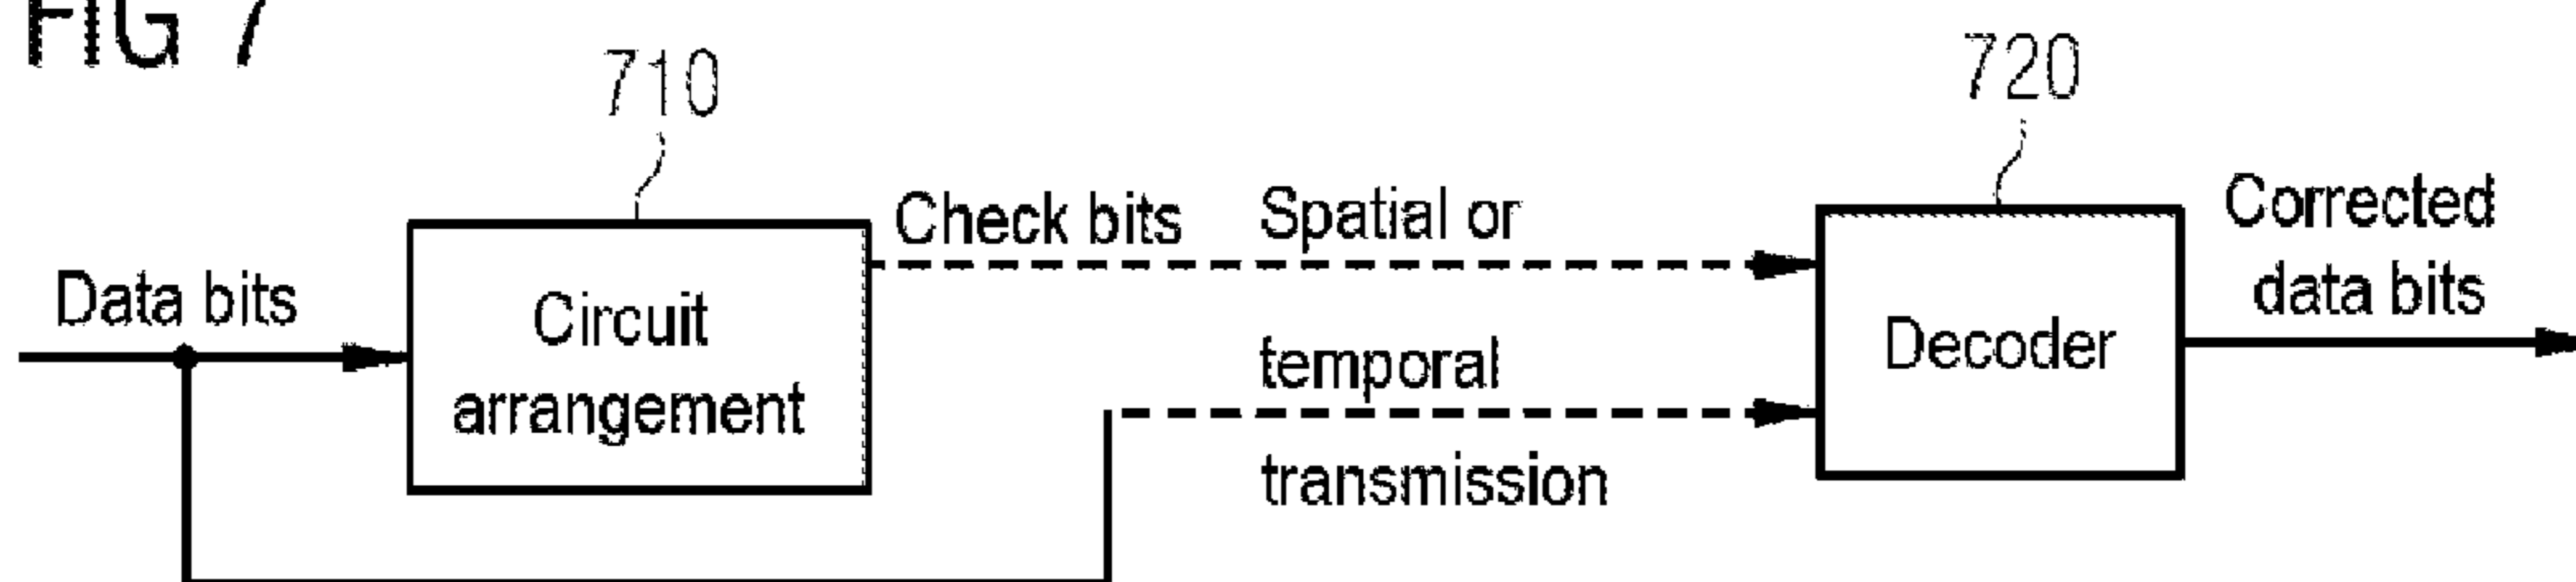 FIG 7
710
720
Data bits
Circuit
arrangement
Check bits
Spatial or
temporal
transmission
Decoder
Corrected
data bits